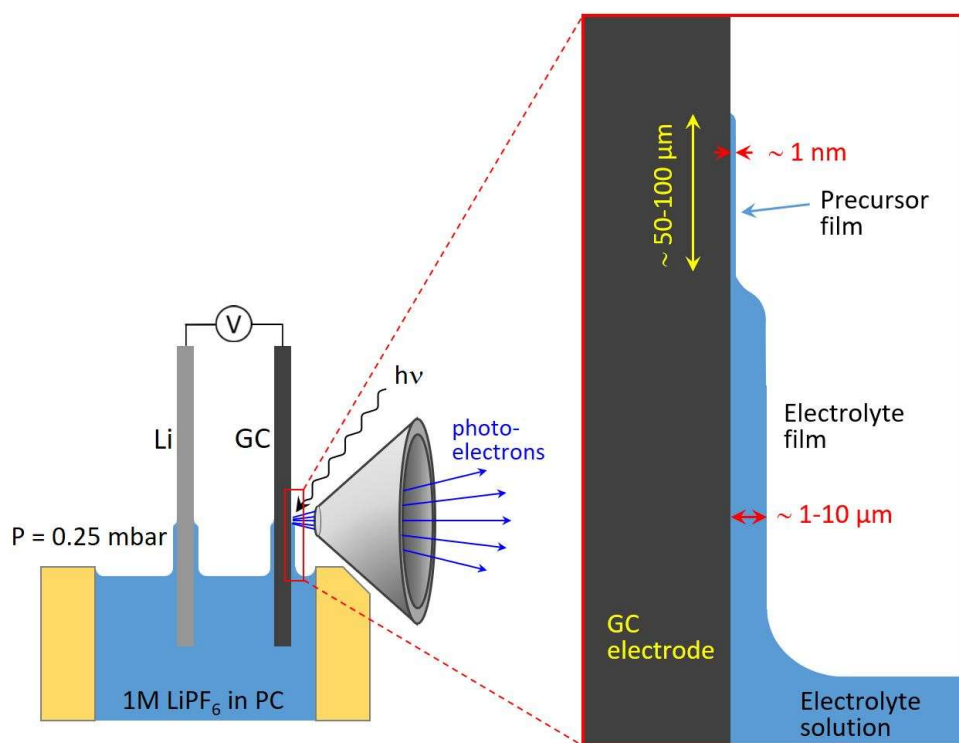 V
Li
GC
hν
photo-
electrons
P = 0.25 mbar
1M LiPF₆ in PC
~ 50-100 µm
~ 1 nm
Precursor
film
Electrolyte
film
~ 1-10 µm
GC
electrode
Electrolyte
solution